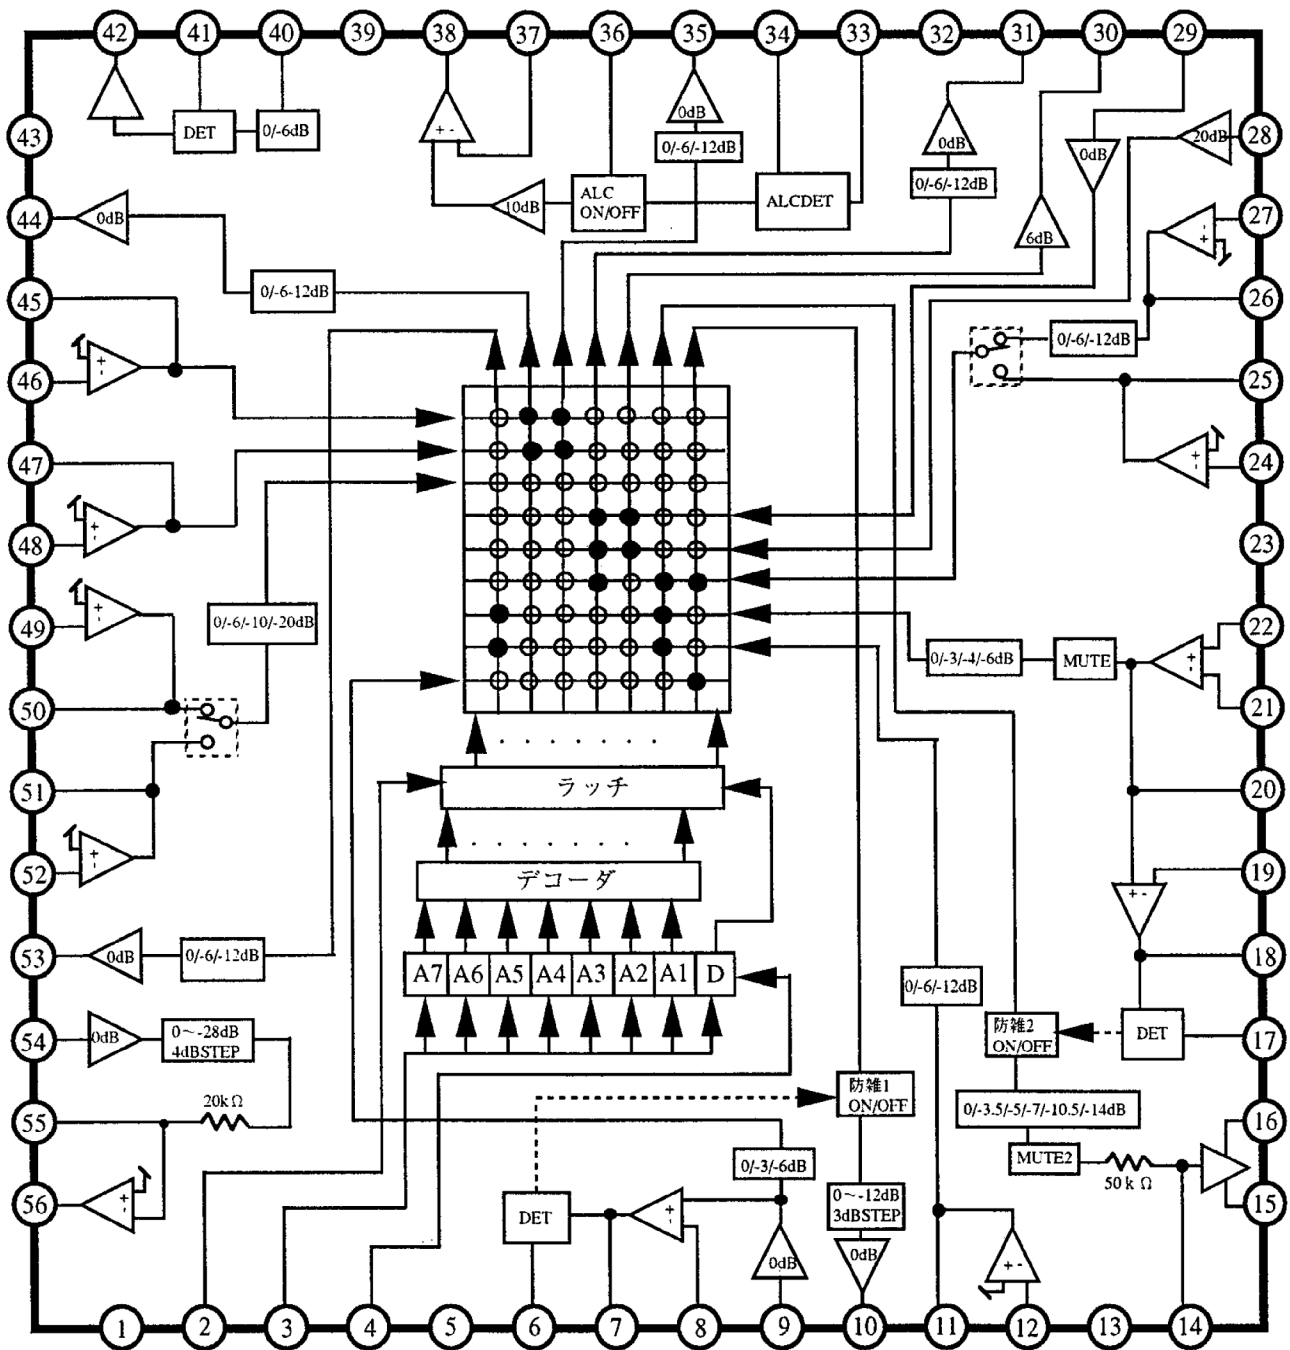 42
41
40
39
38
37
36
35
34
33
32
31
30
29
43
DET
0/-6dB
+ -
0dB
0/-6/-12dB
0dB
0dB
20dB
28
44
0dB
10dB
ALC
ON/OFF
ALCDET
0/-6/-12dB
6dB
+
-
27
45
0/-6-12dB
26
46
+
-
0/-6/-12dB
25
47
+
-
24
48
+
-
23
49
+
-
0/-6/-10/-20dB
22
0/-3/-4/-6dB
MUTE
+
-
50
21
51
ラッチ
20
52
+
-
デコーダ
+ -
19
53
0dB
0/-6/-12dB
A7
A6
A5
A4
A3
A2
A1
D
0/-6/-12dB
18
54
0dB
0〜-28dB
4dBSTEP
防雑2
ON/OFF
DET
17
55
20kΩ
防雑1
ON/OFF
0/-3.5/-5/-7/-10.5/-14dB
16
MUTE2
50kΩ
0/-3/-6dB
56
+
-
DET
+
-
0〜-12dB
3dBSTEP
15
0dB
0dB
+ -
1
2
3
4
5
6
7
8
9
10
11
12
13
14